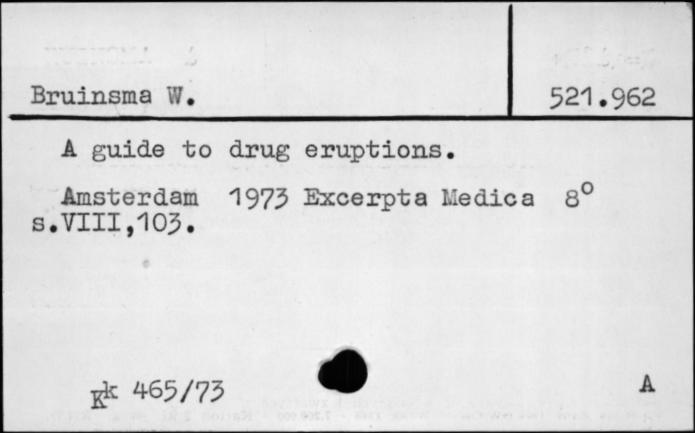 Bruinsma W.
521.962
A guide to drug eruptions.
Amsterdam 1973 Excerpta Medica 8°
s.VIII,103.
Kk 465/73
A